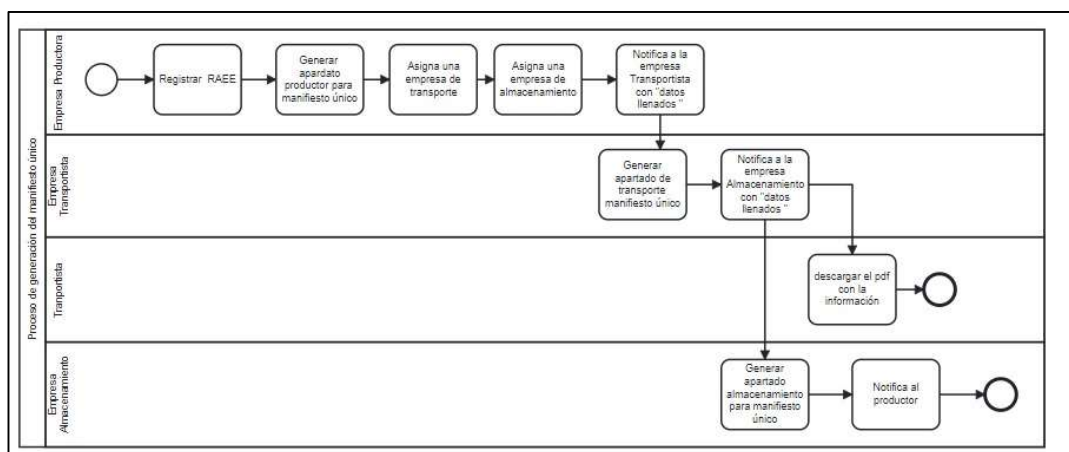 Proceso de generación del manifiesto único
Empresa Productora
Registrar RAEE
Generar
apardato
productor para
manifiesto único
Asigna una
empresa de
transporte
Asigna una
empresa de
almacenamiento
Notifica a la
empresa
Transportista
con "datos
llenados "
Empresa
Transportista
Generar
apartado de
transporte
manifiesto único
Notifica a la
empresa
Almacenamiento
con "datos
llenados "
Tranportista
descargar el pdf
con la
información
Empresa
Almacenamiento
Generar
apartado
almacenamiento
para manifiesto
único
Notifica al
productor